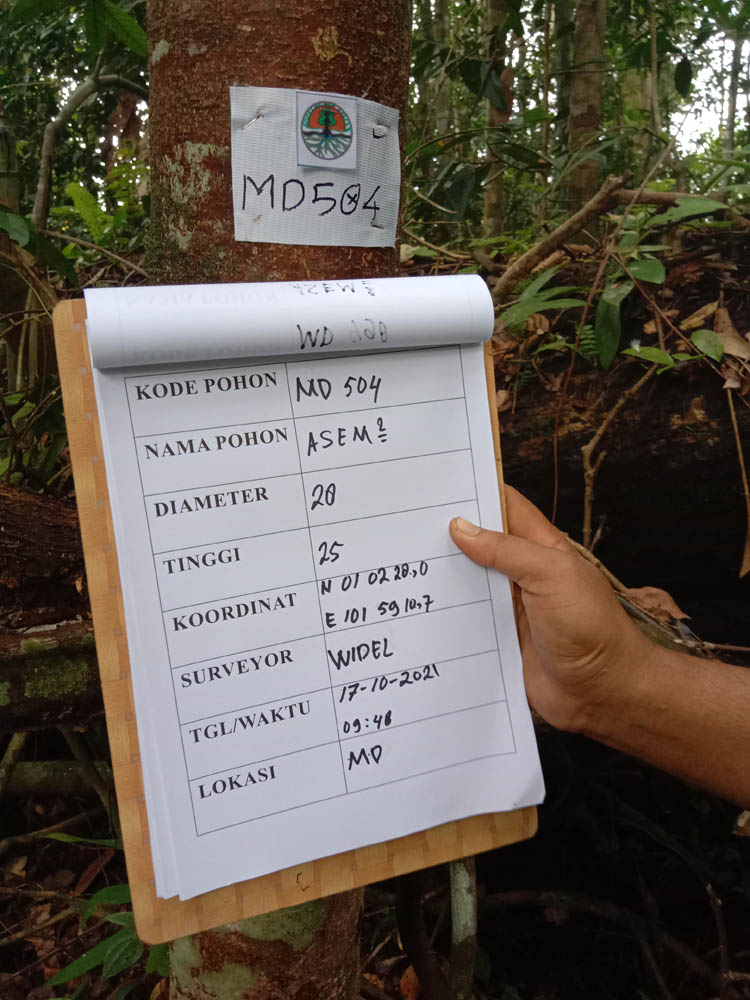 MD504
KODE POHON MD 504
NAMA POHON ASEM2
DIAMETER 20
TINGGI 25
KOORDINAT N 01 02 20,0
E 101 59 10,7
SURVEYOR WIDEL
TGL/WAKTU 17-10-2021
09:48
LOKASI MD